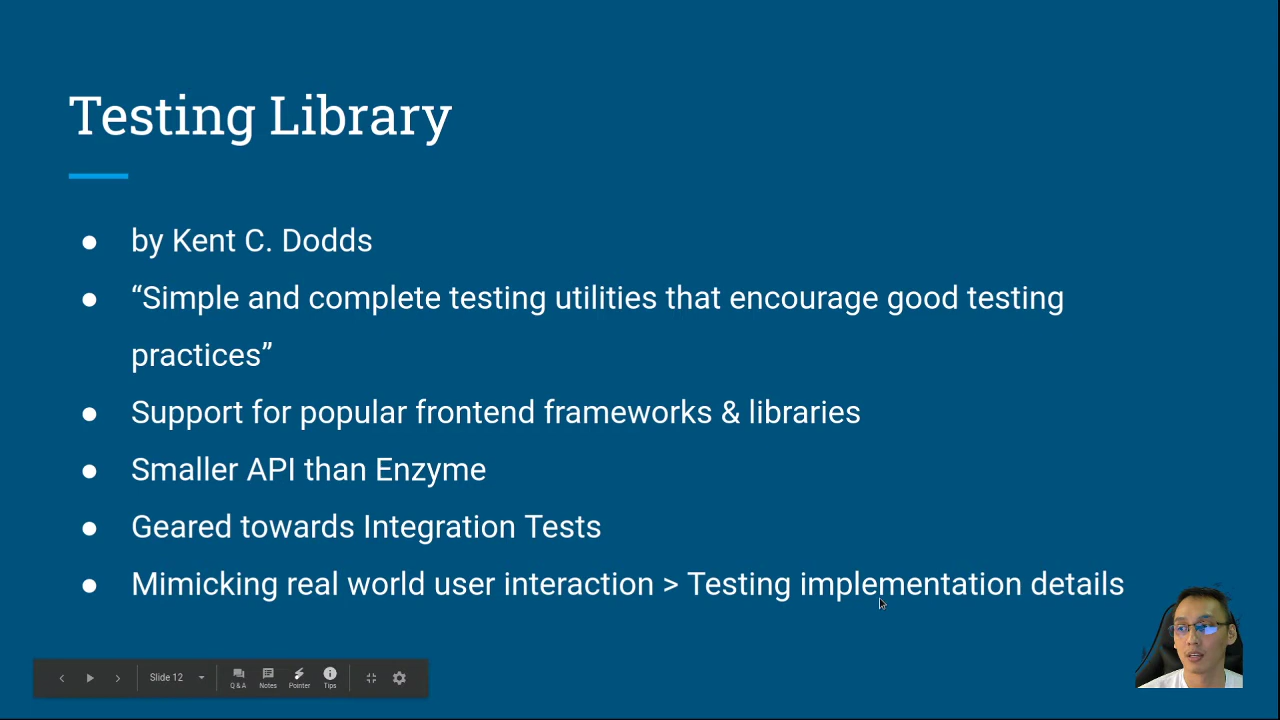 Testing Library
● by Kent C. Dodds
● “Simple and complete testing utilities that encourage good testing
practices”
● Support for popular frontend frameworks & libraries
● Smaller API than Enzyme
● Geared towards Integration Tests
● Mimicking real world user interaction > Testing implementation details
Slide 12
Q & A
Notes
Pointer
Tips